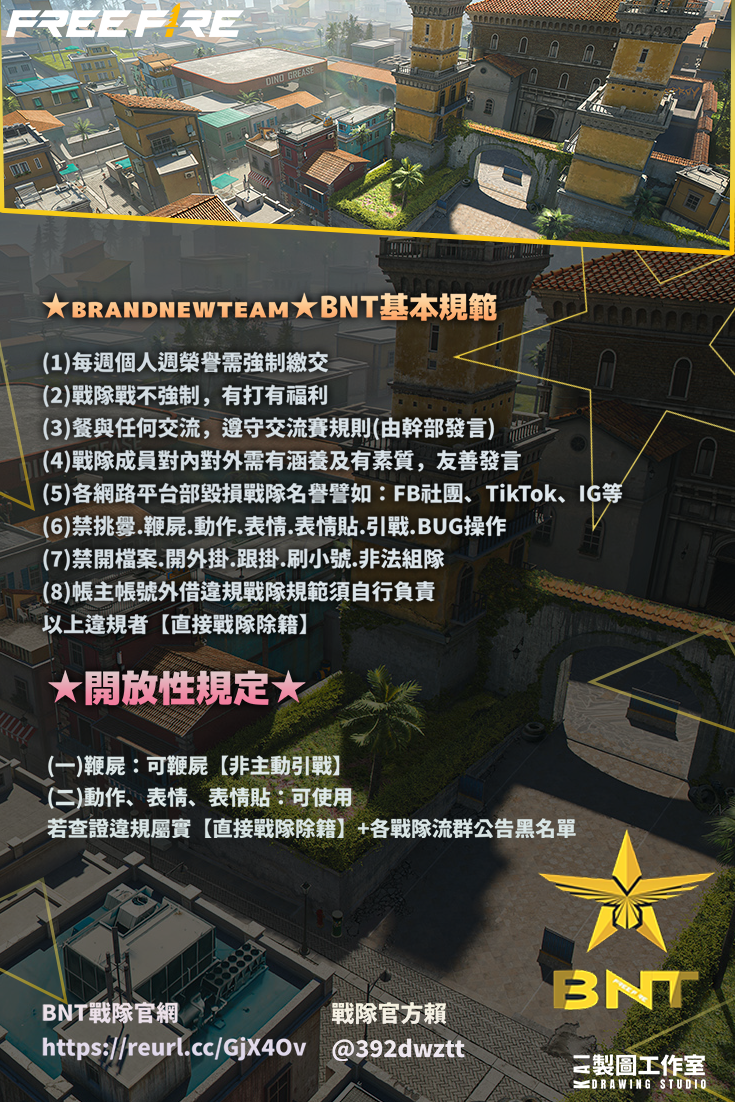 FREE FIRE
DINO GREASE
★BRANDNEWTEAM★BNT基本規範
(1)每週個人週榮譽需強制繳交
(2)戰隊戰不強制，有打有福利
(3)餐與任何交流，遵守交流賽規則(由幹部發言)
(4)戰隊成員對內對外需有涵養及有素質，友善發言
(5)各網路平台部毀損戰隊名譽譬如：FB社團、TikTok、IG等
(6)禁挑釁.鞭屍.動作.表情.表情貼.引戰.BUG操作
(7)禁開檔案.開外掛.跟掛.刷小號.非法組隊
(8)帳主帳號外借違規戰隊規範須自行負責
以上違規者【直接戰隊除籍】
★開放性規定★
(一)鞭屍：可鞭屍【非主動引戰】
(二)動作、表情、表情貼：可使用
若查證違規屬實【直接戰隊除籍】+各戰隊流群公告黑名單
BNT
FREE FIRE
BNT戰隊官網
https://reurl.cc/GjX4Ov
戰隊官方賴
@392dwztt
KAI製圖工作室
DRAWING STUDIO